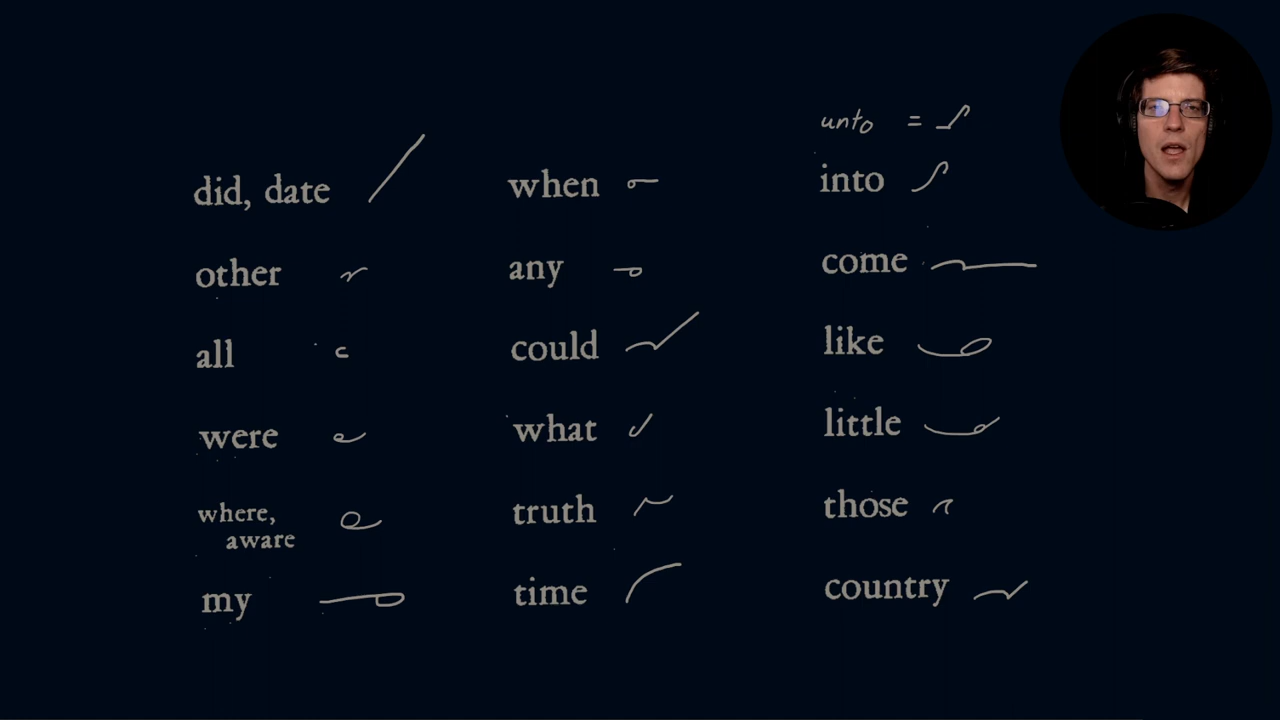 unto =
did, date
other
all
were
where,
aware
my
when
any
could
what
truth
time
into
come
like
little
those
country